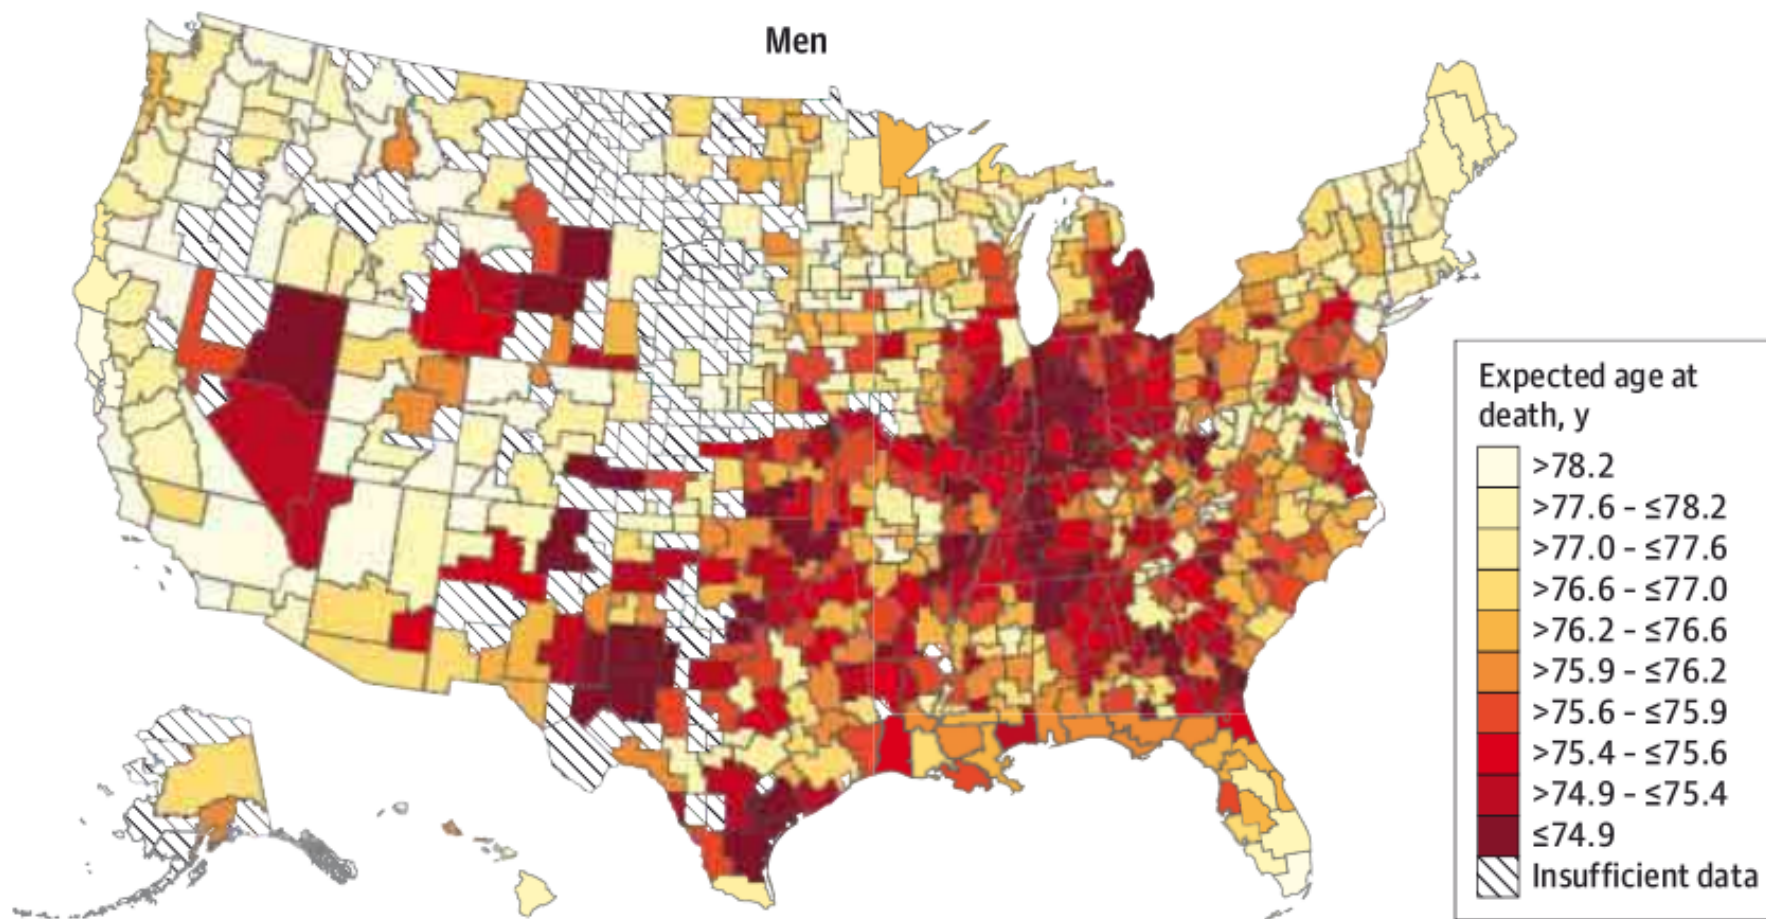 Men
Expected age at
death, y
>78.2
>77.6 – ≤78.2
>77.0 – ≤77.6
>76.6 – ≤77.0
>76.2 – ≤76.6
>75.9 – ≤76.2
>75.6 – ≤75.9
>75.4 – ≤75.6
>74.9 – ≤75.4
≤74.9
Insufficient data